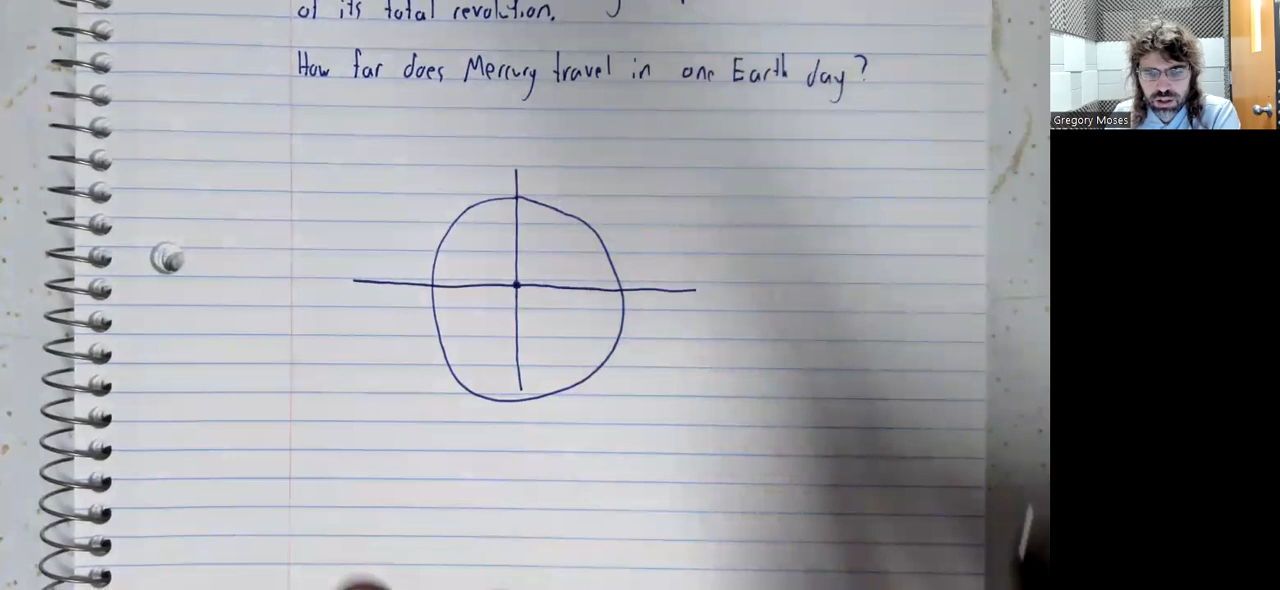 of its total revolution.
How far does Mercury travel in one Earth day?
Gregory Moses